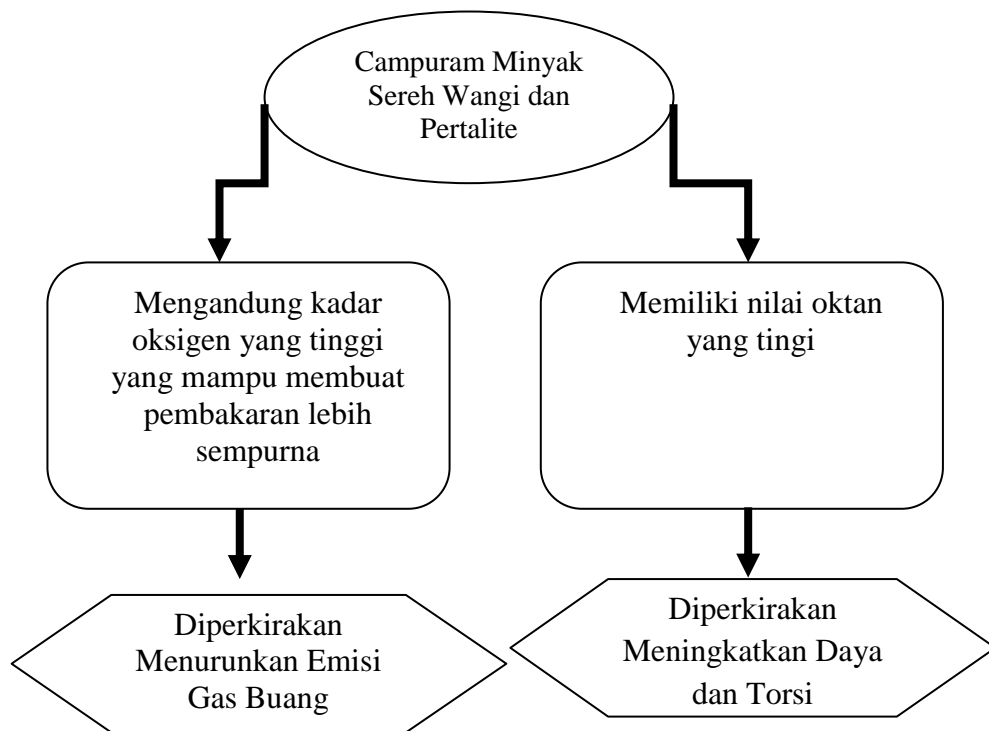 Campuram Minyak
Sereh Wangi dan
Pertalite
Mengandung kadar
oksigen yang tinggi
yang mampu membuat
pembakaran lebih
sempurna
Memiliki nilai oktan
yang tingi
Diperkirakan
Menurunkan Emisi
Gas Buang
Diperkirakan
Meningkatkan Daya
dan Torsi